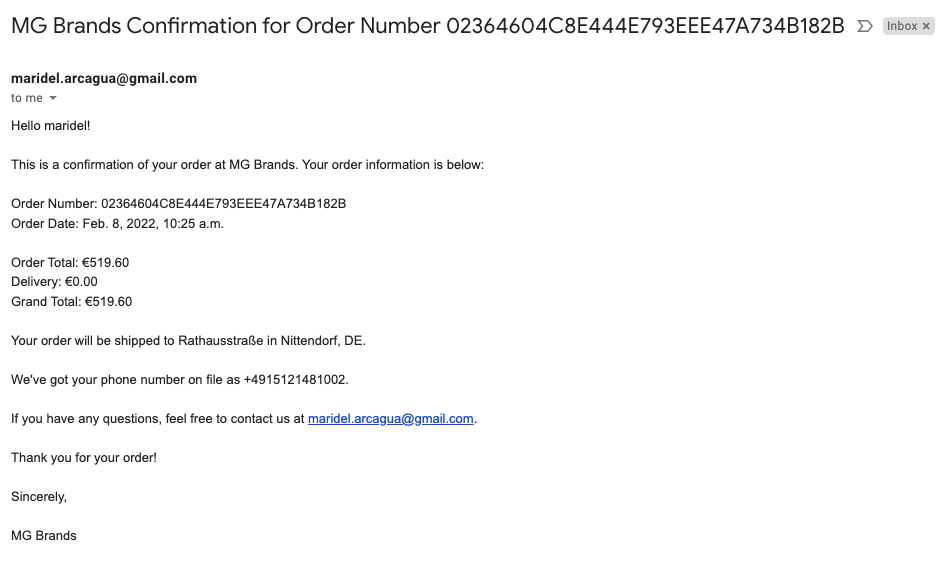 MG Brands Confirmation for Order Number 02364604C8E444E793EEE47A734B182B Inbox ×
maridel.arcagua@gmail.com
to me
Hello maridel!
This is a confirmation of your order at MG Brands. Your order information is below:
Order Number: 02364604C8E444E793EEE47A734B182B
Order Date: Feb. 8, 2022, 10:25 a.m.
Order Total: €519.60
Delivery: €0.00
Grand Total: €519.60
Your order will be shipped to Rathausstraße in Nittendorf, DE.
We've got your phone number on file as +4915121481002.
If you have any questions, feel free to contact us at maridel.arcagua@gmail.com.
Thank you for your order!
Sincerely,
MG Brands